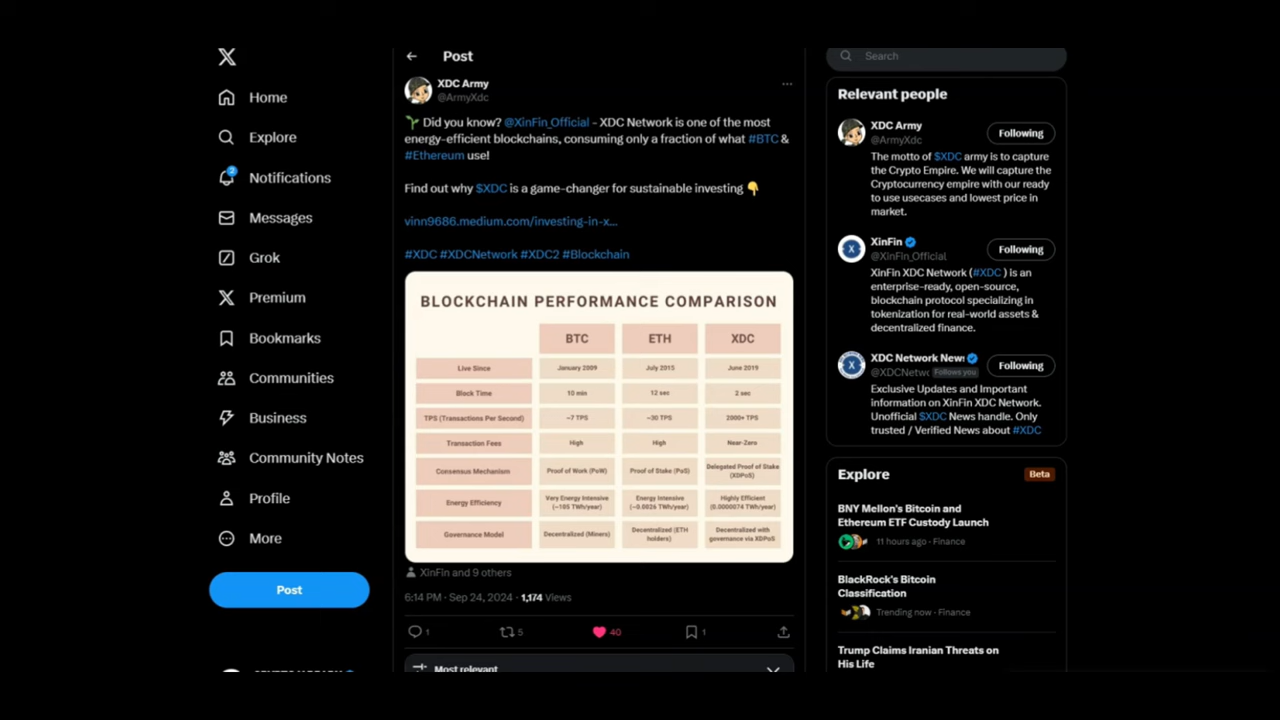 Home
Explore
2
Notifications
Messages
Grok
Premium
Bookmarks
Communities
Business
Community Notes
Profile
More
Post
Post
XDC Army
@ArmyXdc
🌱 Did you know? @XinFin_Official - XDC Network is one of the most
energy-efficient blockchains, consuming only a fraction of what #BTC &
#Ethereum use!
Find out why $XDC is a game-changer for sustainable investing 👇
vinn9686.medium.com/investing-in-x...
#XDC #XDCNetwork #XDC2 #Blockchain
BLOCKCHAIN PERFORMANCE COMPARISON
BTC ETH XDC
Live Since January 2009 July 2015 June 2019
Block Time 10 min 12 sec 2 sec
TPS (Transactions Per Second) ~7 TPS ~30 TPS 2000+ TPS
Transaction Fees High High Near-Zero
Consensus Mechanism Proof of Work (PoW) Proof of Stake (PoS) Delegated Proof of Stake
(XDPoS)
Energy Efficiency Very Energy Intensive
(~105 TWh/year) Energy Intensive
(~0.0026 TWh/year) Highly Efficient
(0.0000074 TWh/year)
Governance Model Decentralized (Miners) Decentralized (ETH
holders) Decentralized with
governance via XDPoS
XinFin and 9 others
6:14 PM · Sep 24, 2024 · 1,174 Views
1 5 40 1
Most relevant
Search
Relevant people
XDC Army
@ArmyXdc
Following
The motto of $XDC army is to capture
the Crypto Empire. We will capture the
Cryptocurrency empire with our ready
to use usecases and lowest price in
market.
XinFin
@XinFin_Official
Following
XinFin XDC Network (#XDC ) is an
enterprise-ready, open-source,
blockchain protocol specializing in
tokenization for real-world assets &
decentralized finance.
XDC Network News
@XDCNetwo Follows you
Following
Exclusive Updates and Important
information on XinFin XDC Network.
Unofficial $XDC News handle. Only
trusted / Verified News about #XDC
Explore
Beta
BNY Mellon's Bitcoin and
Ethereum ETF Custody Launch
11 hours ago · Finance
BlackRock's Bitcoin
Classification
Trending now · Finance
Trump Claims Iranian Threats on
His Life